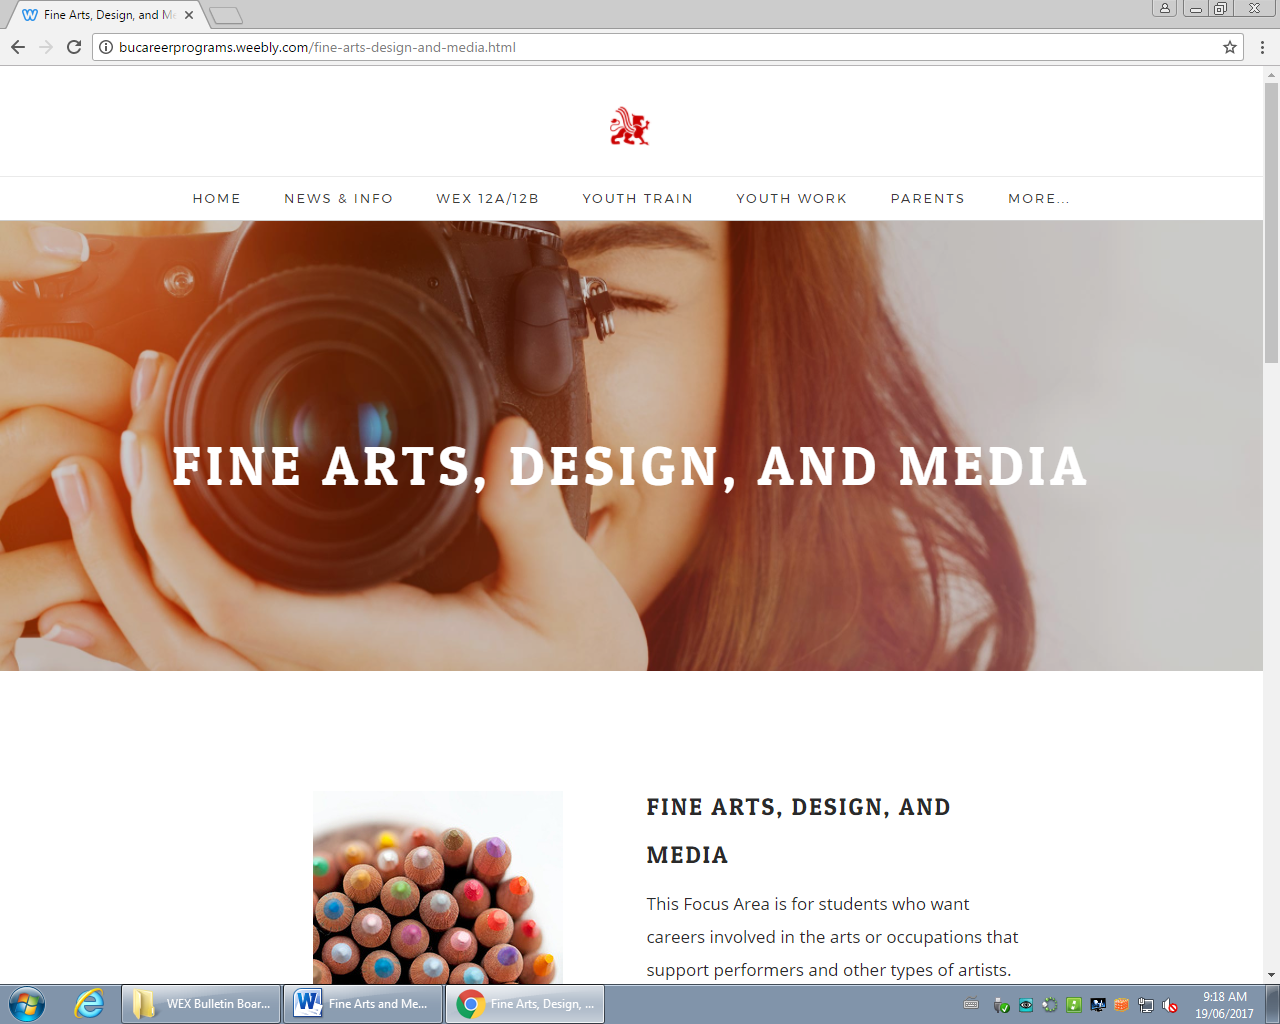 Fine Arts, Design, and Me
bucareerprograms.weebly.com/fine-arts-design-and-media.html
HOME NEWS & INFO WEX 12A/12B YOUTH TRAIN YOUTH WORK PARENTS MORE...
FINE ARTS, DESIGN, AND MEDIA
FINE ARTS, DESIGN, AND
MEDIA
This Focus Area is for students who want
careers involved in the arts or occupations that
support performers and other types of artists.
WEX Bulletin Boar... Fine Arts and Me... Fine Arts, Design, ... 9:18 AM
19/06/2017